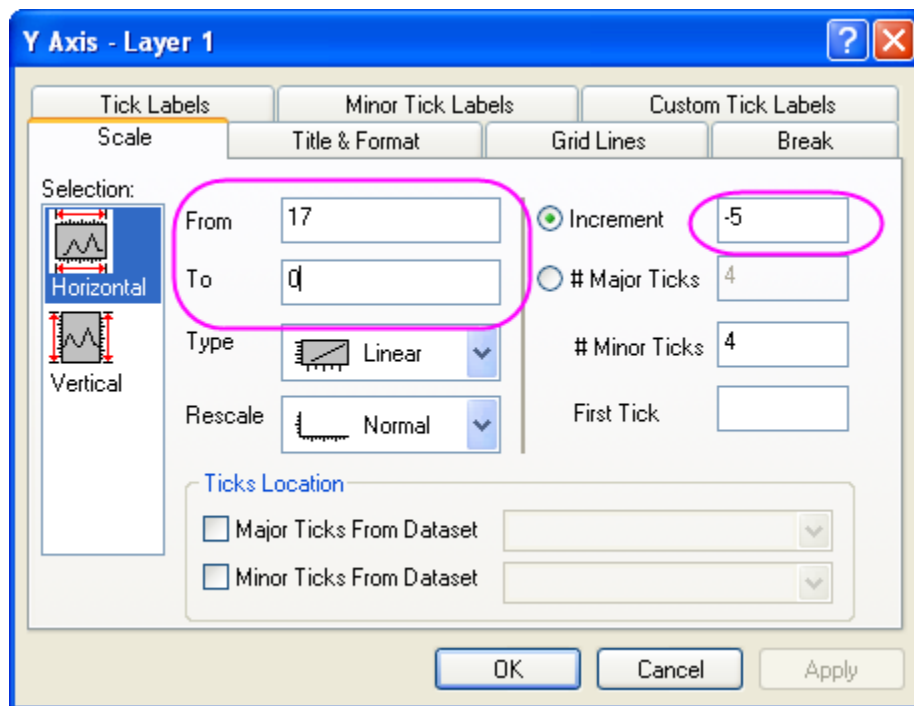 Y Axis - Layer 1
Tick Labels Minor Tick Labels Custom Tick Labels
Scale Title & Format Grid Lines Break
Selection:
Horizontal
Vertical
From 17
To 0
Type Linear
Rescale Normal
Increment -5
# Major Ticks 4
# Minor Ticks 4
First Tick
Ticks Location
Major Ticks From Dataset
Minor Ticks From Dataset
OK Cancel Apply